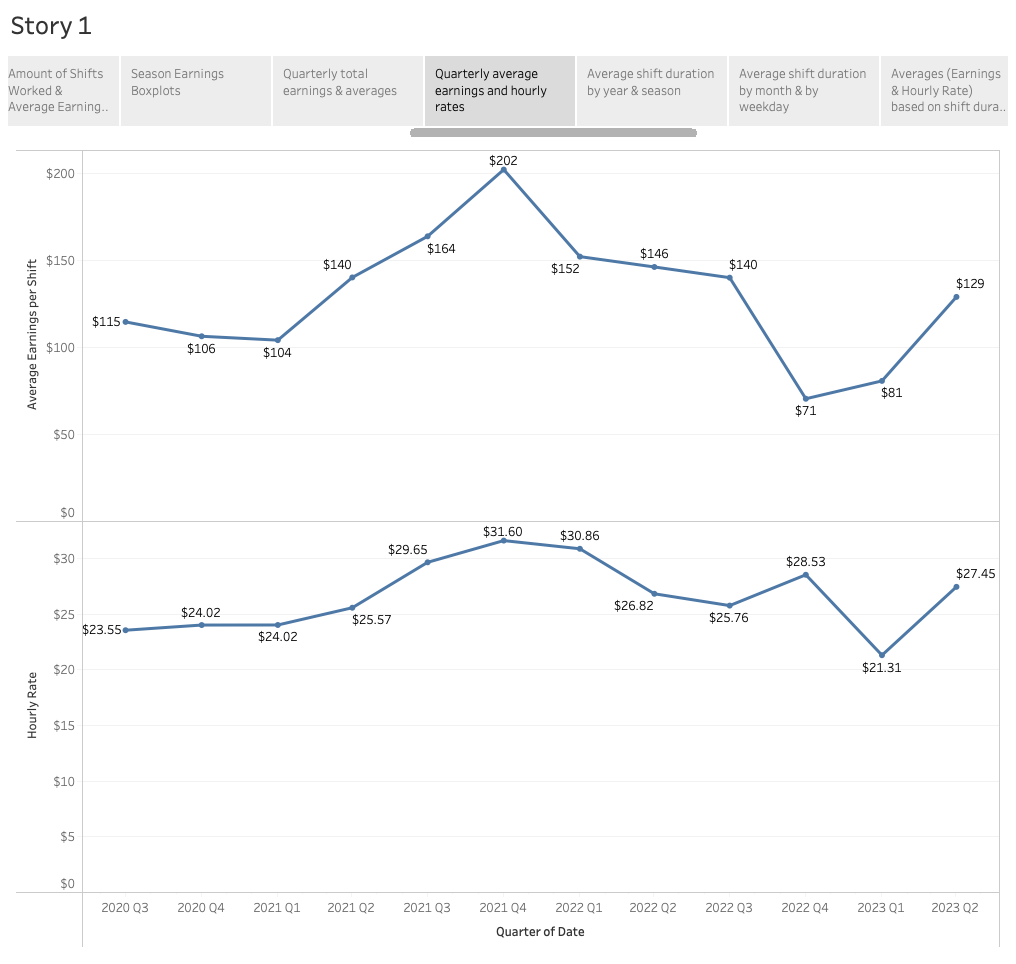 Story 1
Amount of Shifts
Worked &
Average Earning..
Season Earnings
Boxplots
Quarterly total
earnings & averages
Quarterly average
earnings and hourly
rates
Average shift duration
by year & season
Average shift duration
by month & by
weekday
Averages (Earnings
& Hourly Rate)
based on shift dura..
Average Earnings per Shift
$200
$150
$100
$50
$0
$115
$106
$104
$140
$164
$202
$152
$146
$140
$71
$81
$129
Hourly Rate
$30
$25
$20
$15
$10
$5
$0
$23.55
$24.02
$24.02
$25.57
$29.65
$31.60
$30.86
$26.82
$25.76
$28.53
$21.31
$27.45
2020 Q3 2020 Q4 2021 Q1 2021 Q2 2021 Q3 2021 Q4 2022 Q1 2022 Q2 2022 Q3 2022 Q4 2023 Q1 2023 Q2
Quarter of Date